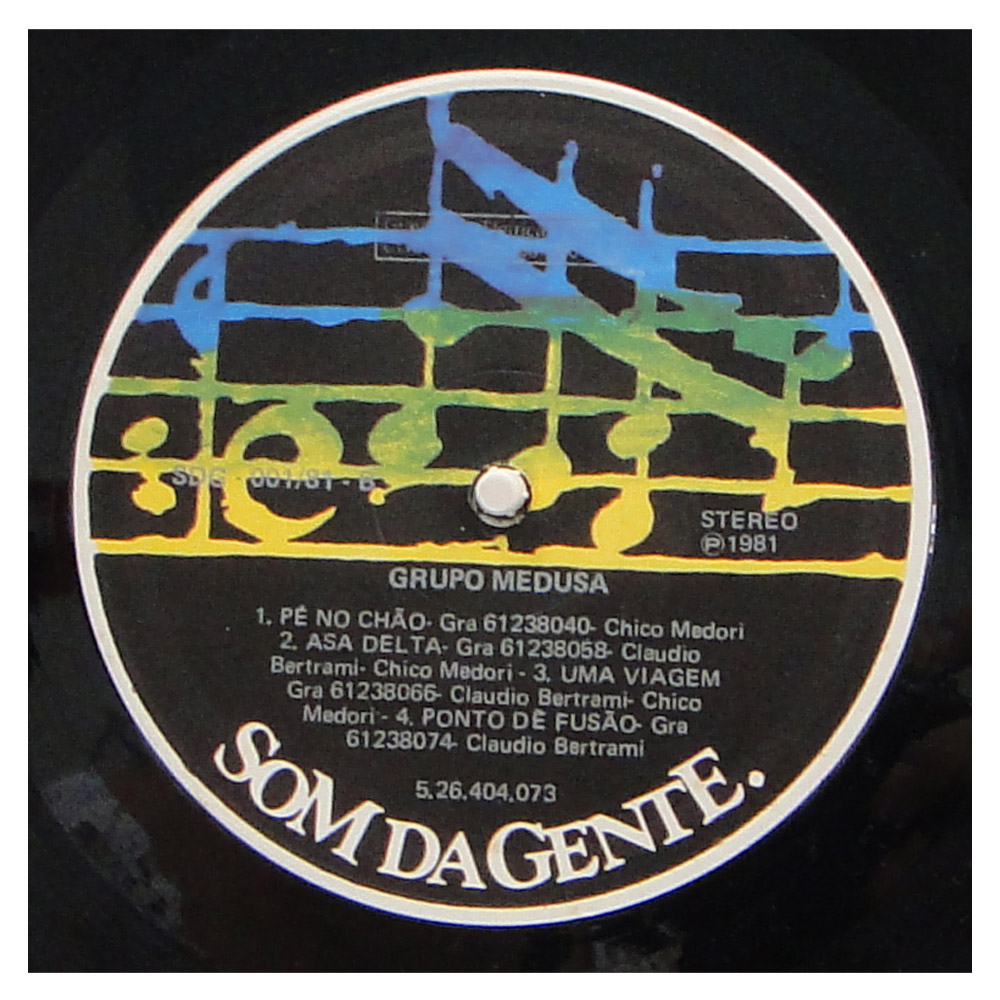 SDG - 001/81 - B
STEREO
Ⓟ1981
GRUPO MEDUSA
1. PÉ NO CHÃO- Gra 61238040- Chico Medori
2. ASA DELTA- Gra 61238058- Claudio
Bertrami- Chico Medori - 3. UMA VIAGEM
Gra 61238066- Claudio Bertrami- Chico
Medori - 4. PONTO DE FUSÃO- Gra
61238074- Claudio Bertrami
5.26.404.073
SOM DA GENTE.